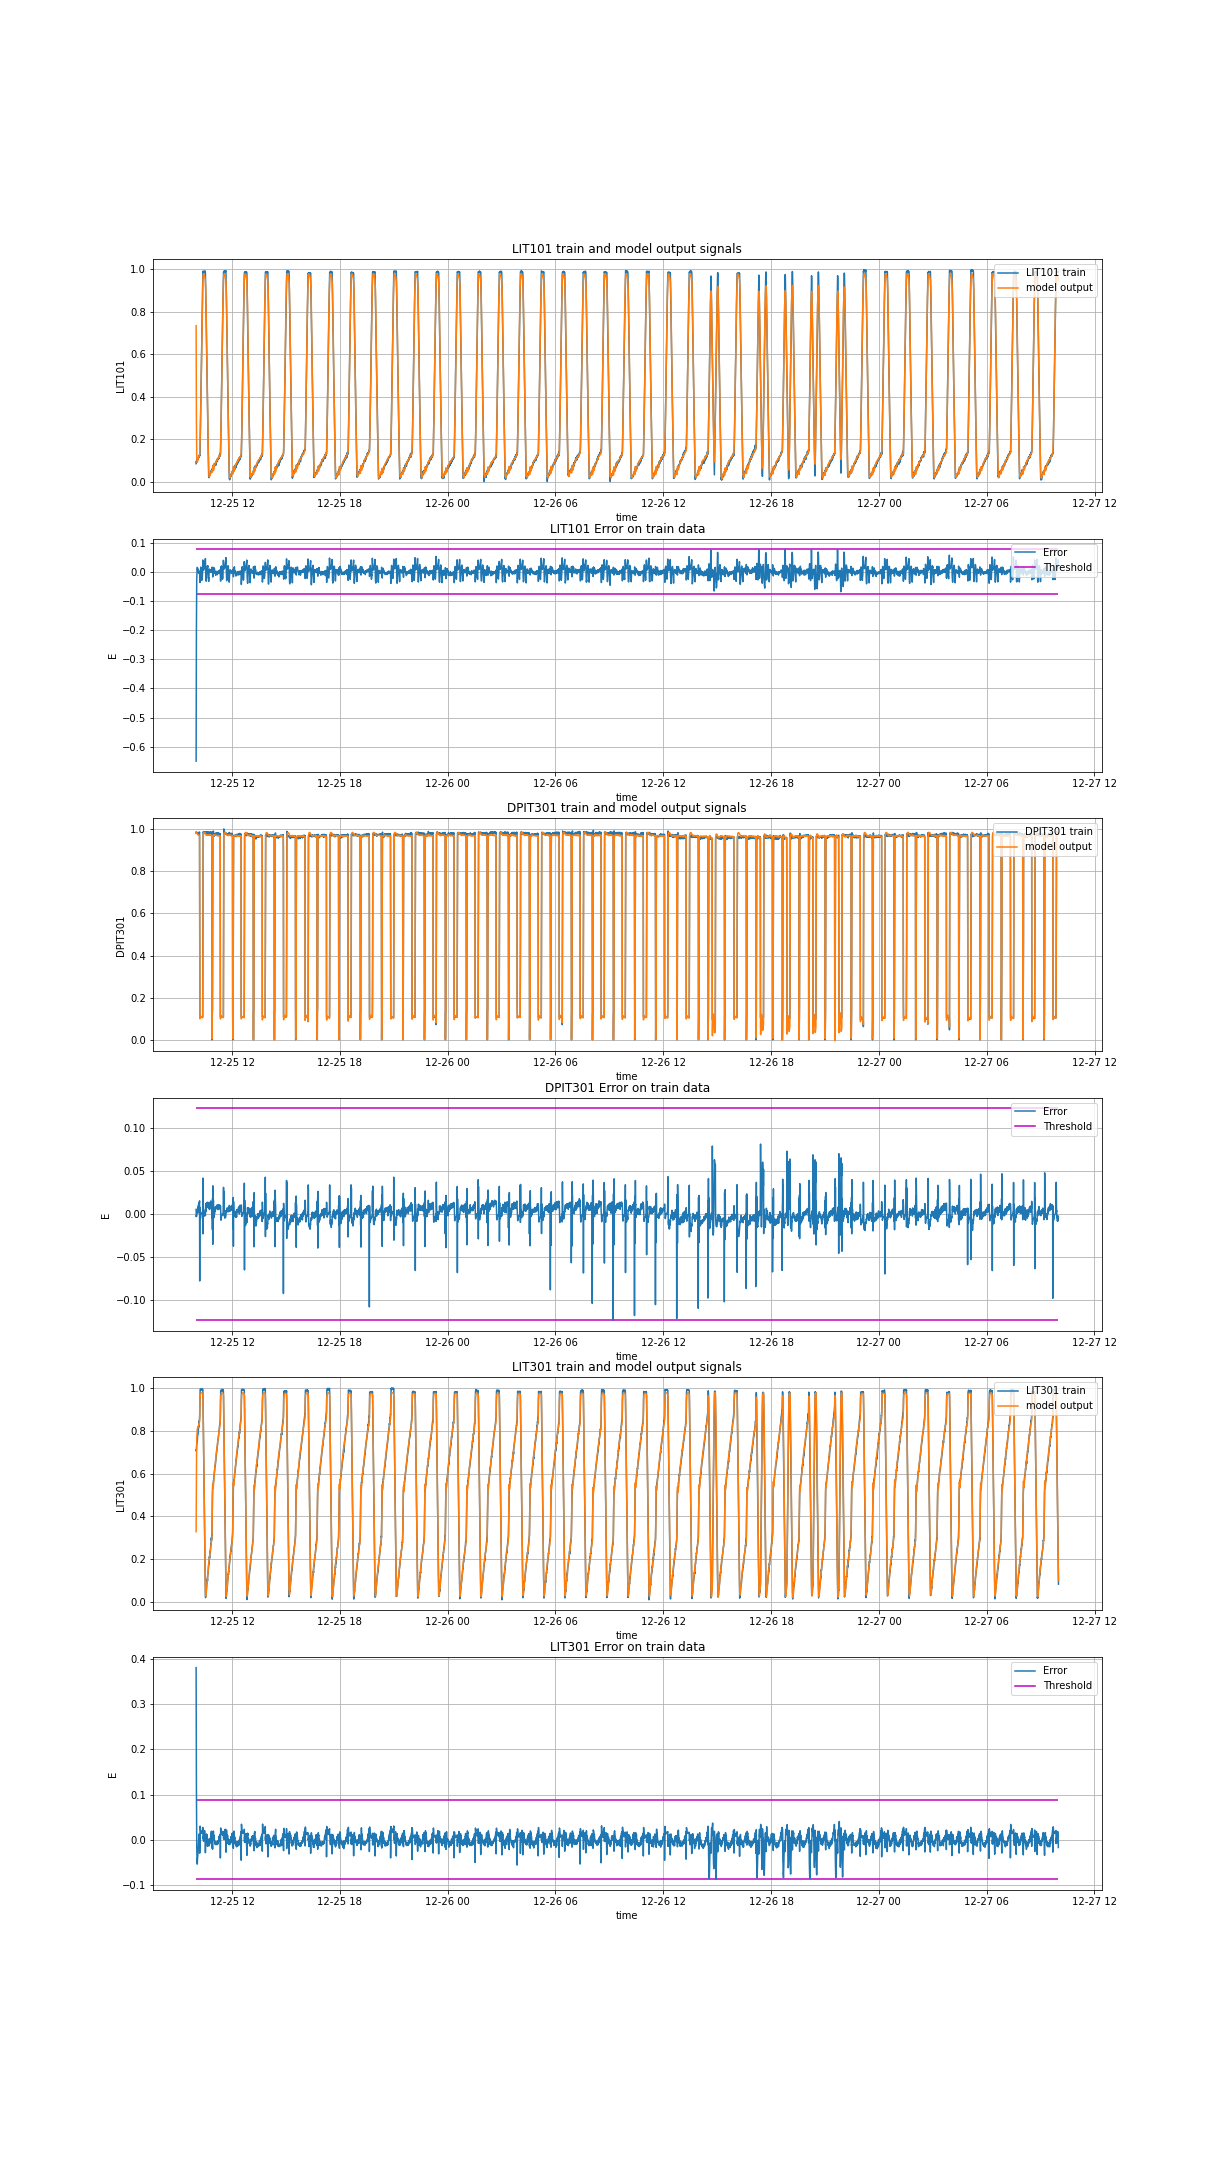 LIT101 train and model output signals
1.0
0.8
0.6
0.4
0.2
0.0
LIT101
LIT101 train
model output
12-25 12 12-25 18 12-26 00 12-26 06 12-26 12 12-26 18 12-27 00 12-27 06 12-27 12
time
LIT101 Error on train data
0.1
0.0
−0.1
−0.2
−0.3
−0.4
−0.5
−0.6
E
Error
Threshold
12-25 12 12-25 18 12-26 00 12-26 06 12-26 12 12-26 18 12-27 00 12-27 06 12-27 12
time
DPIT301 train and model output signals
1.0
0.8
0.6
0.4
0.2
0.0
DPIT301
DPIT301 train
model output
12-25 12 12-25 18 12-26 00 12-26 06 12-26 12 12-26 18 12-27 00 12-27 06 12-27 12
time
DPIT301 Error on train data
0.10
0.05
0.00
−0.05
−0.10
E
Error
Threshold
12-25 12 12-25 18 12-26 00 12-26 06 12-26 12 12-26 18 12-27 00 12-27 06 12-27 12
time
LIT301 train and model output signals
1.0
0.8
0.6
0.4
0.2
0.0
LIT301
LIT301 train
model output
12-25 12 12-25 18 12-26 00 12-26 06 12-26 12 12-26 18 12-27 00 12-27 06 12-27 12
time
LIT301 Error on train data
0.4
0.3
0.2
0.1
0.0
−0.1
E
Error
Threshold
12-25 12 12-25 18 12-26 00 12-26 06 12-26 12 12-26 18 12-27 00 12-27 06 12-27 12
time